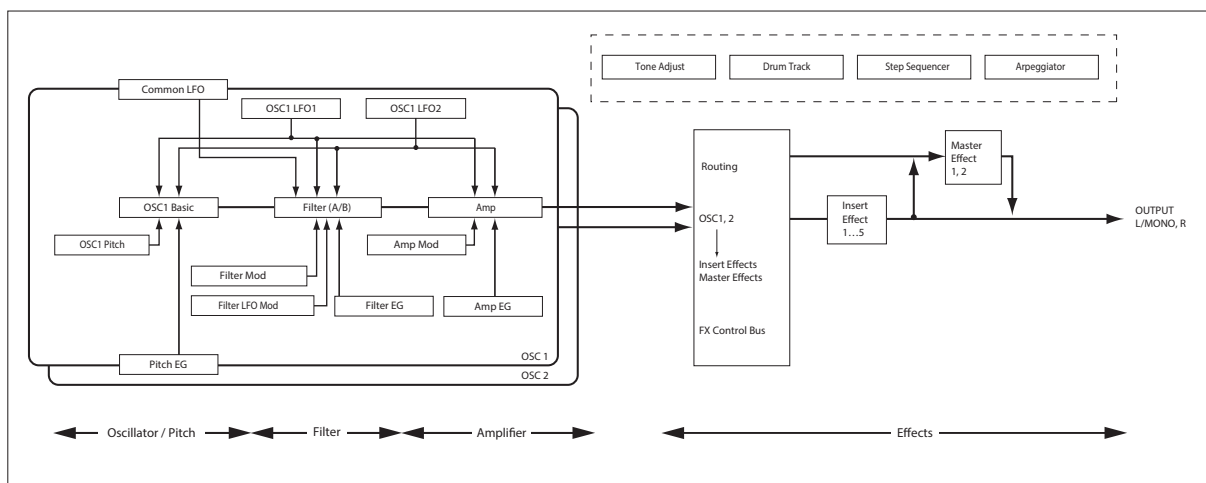 Tone Adjust
Drum Track
Step Sequencer
Arpeggiator
Common LFO
OSC1 LFO1
OSC1 LFO2
OSC1 Basic
Filter (A/B)
Amp
OSC1 Pitch
Amp Mod
Filter Mod
Filter LFO Mod
Filter EG
Amp EG
Pitch EG
OSC 1
OSC 2
Routing
OSC1, 2
Insert Effects
Master Effects
FX Control Bus
Insert
Effect
1...5
Master
Effect
1, 2
OUTPUT
L/MONO, R
Oscillator / Pitch
Filter
Amplifier
Effects